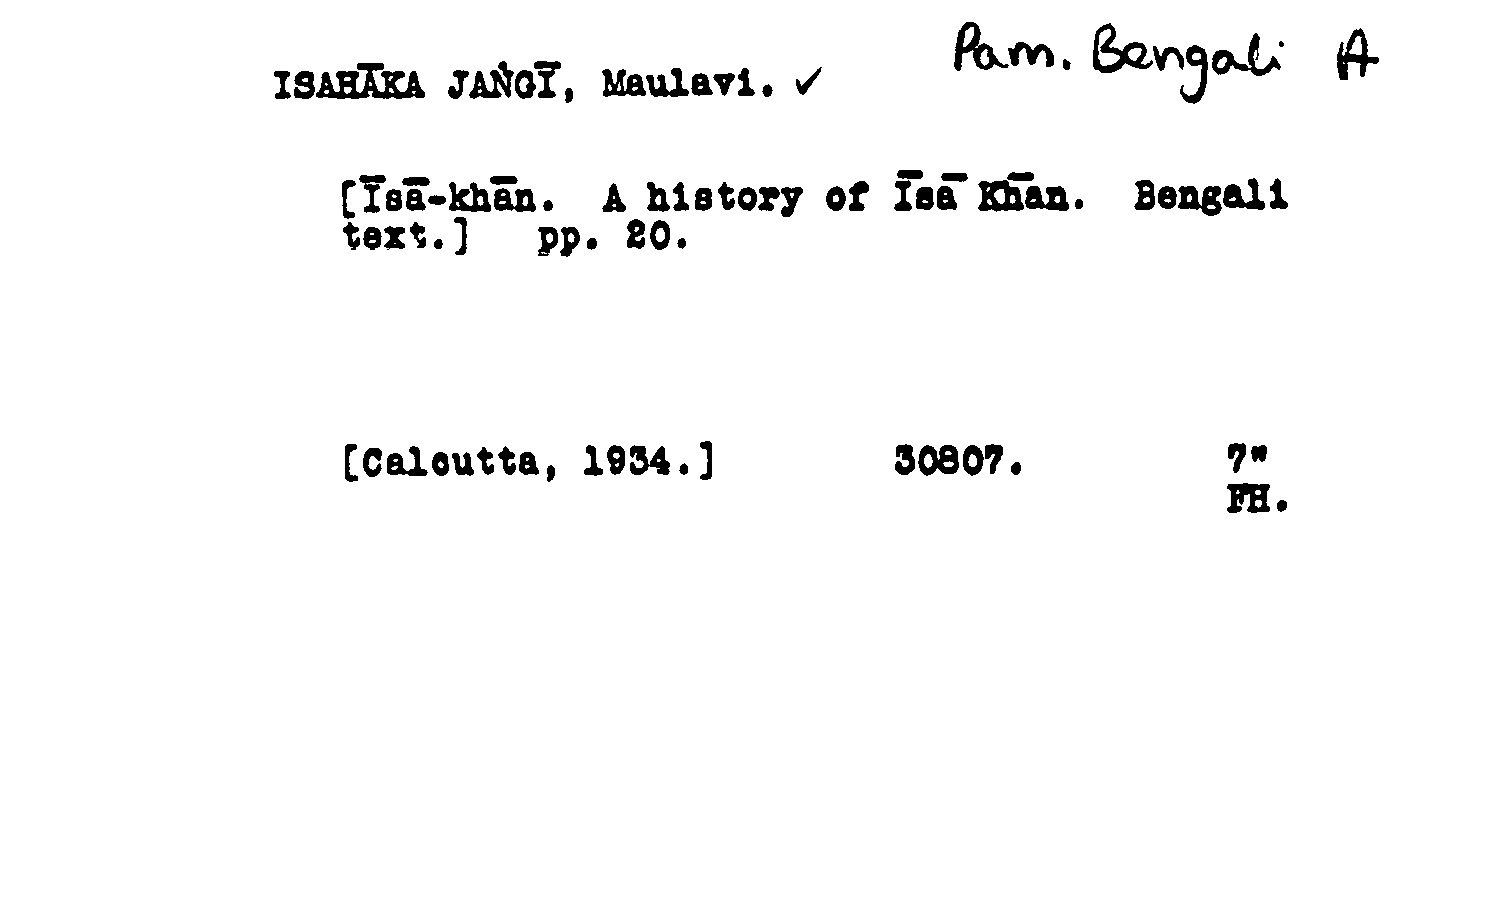 Pam. Bengali A
ISAHĀKA JAṄGĪ, Maulavi. ✓
[Īsā-khān. A history of Īsā Khān. Bengali
text.] pp. 20.
[Calcutta, 1934.] 30807. 7"
FH.